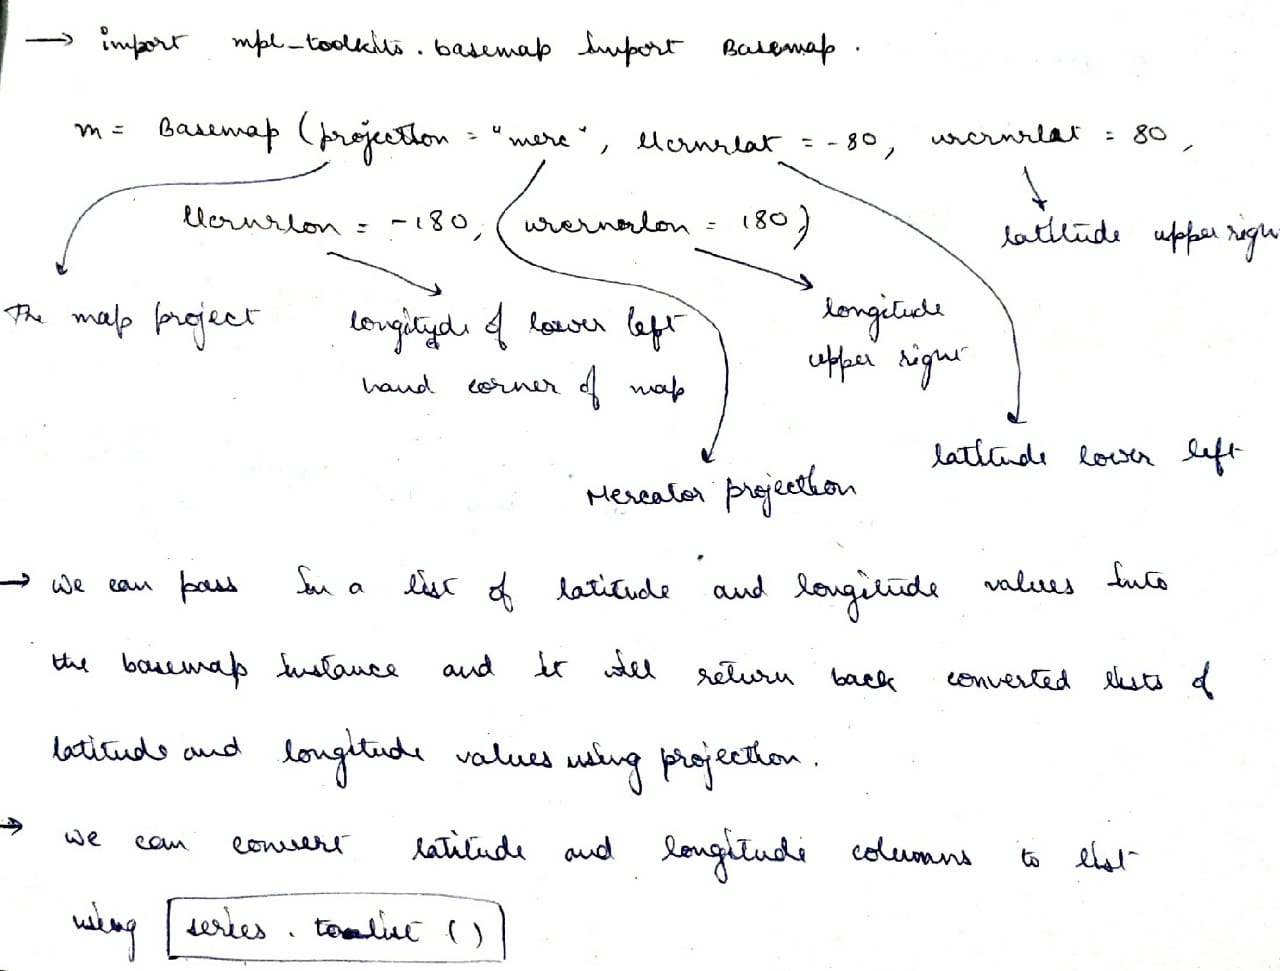 → import mpl_toolkits.basemap import Basemap.
m = Basemap (projection = "merc", llcrnrlat = -80, urcrnrlat = 80,
llcrnrlon = -180, urcrnrlon = 180)
latitude upper righ
The map project
longitude of lower left
hand corner of map
longitude
upper right
latitude lower left
Mercator projection
→ we can pass in a list of latitude and longitude values into
the basemap instance and it will return back converted lists of
latitude and longitude values using projection.
→ we can convert latitude and longitude columns to list
using series.tolist ()